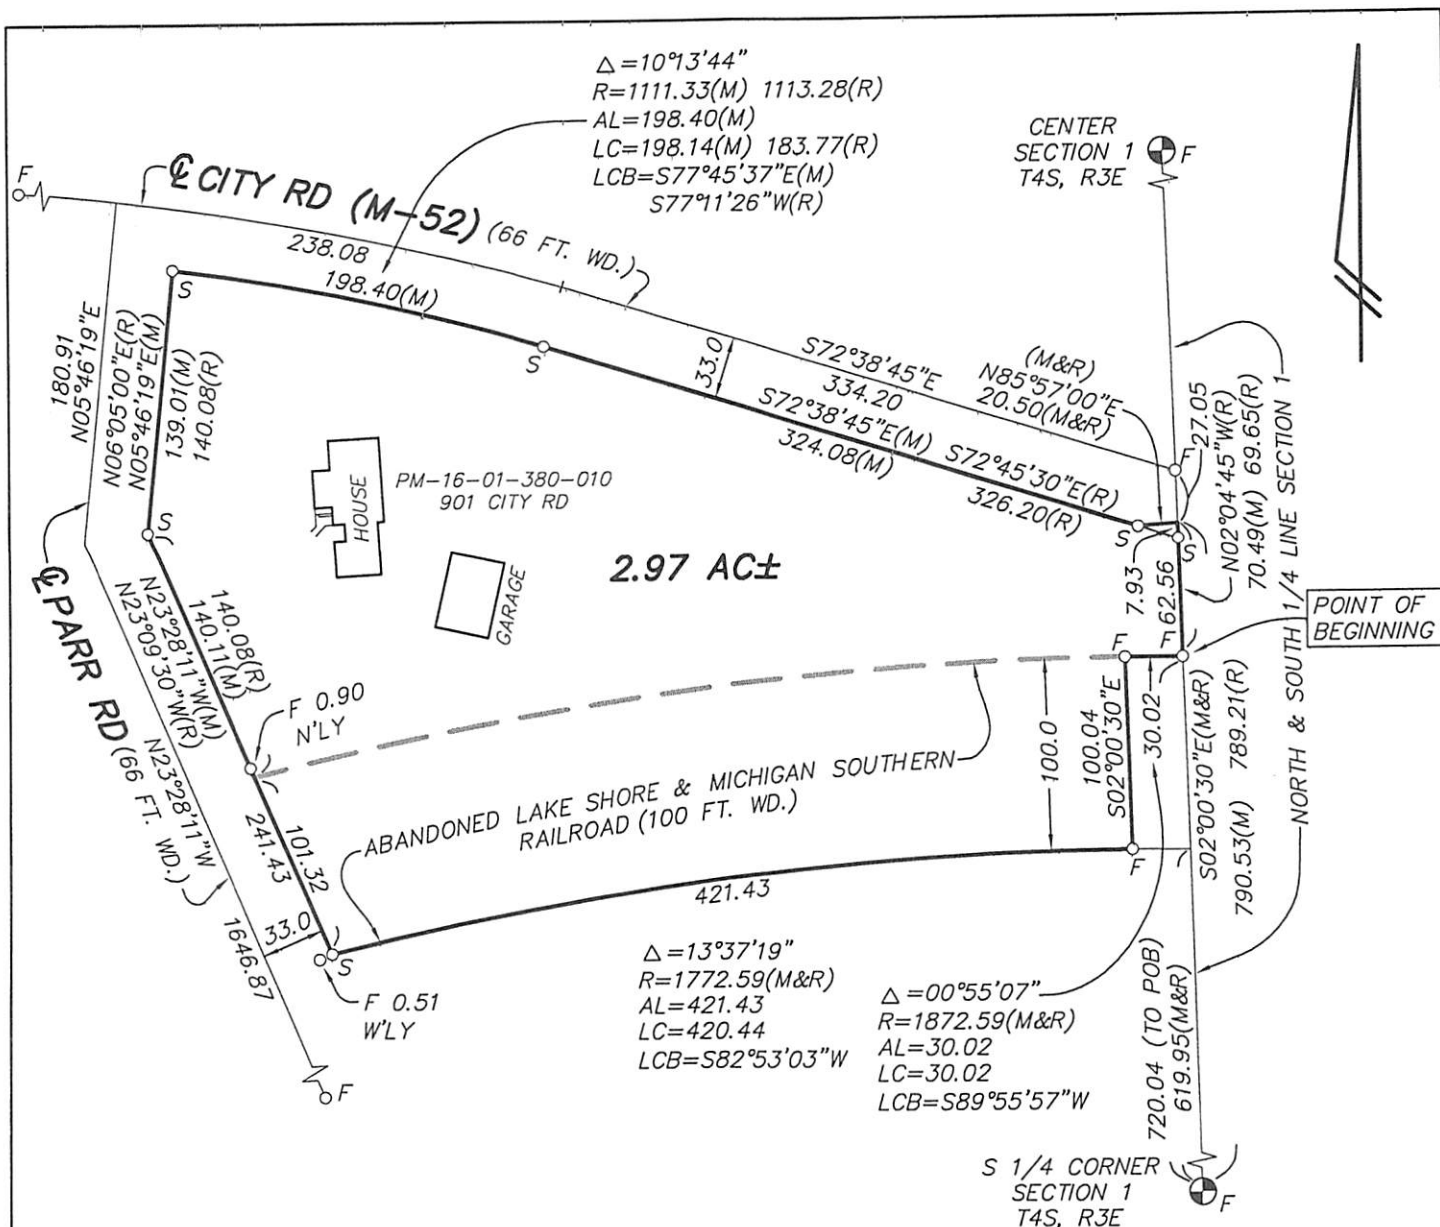 △=10°13'44"
R=1111.33(M) 1113.28(R)
AL=198.40(M)
LC=198.14(M) 183.77(R)
LCB=S77°45'37"E(M)
S77°11'26"W(R)
CENTER
SECTION 1
T4S, R3E
F
F
℄ CITY RD (M-52) (66 FT. WD.)
238.08
198.40(M)
S
S
180.91
N05°46'19"E
N06°05'00"E(R)
N05°46'19"E(M)
139.01(M)
140.08(R)
33.0
S72°38'45"E
334.20
S72°38'45"E(M)
324.08(M)
S72°45'30"E(R)
326.20(R)
(M&R)
N85°57'00"E
20.50(M&R)
F
27.05
N02°04'45"W(R)
70.49(M) 69.65(R)
NORTH & SOUTH 1/4 LINE SECTION 1
S
S
7.93
62.56
HOUSE
PM-16-01-380-010
901 CITY RD
GARAGE
2.97 AC±
POINT OF
BEGINNING
S
℄ PARR RD (66 FT. WD.)
140.08(R)
140.11(M)
N23°28'11"W(M)
N23°09'30"W(R)
N23°28'11"W
F 0.90
N'LY
F
F
S02°00'30"E
100.04
100.0
30.02
S02°00'30"E(M&R)
790.53(M) 789.21(R)
ABANDONED LAKE SHORE & MICHIGAN SOUTHERN
RAILROAD (100 FT. WD.)
101.32
241.43
33.0
1646.87
421.43
F
S
F 0.51
W'LY
F
△=13°37'19"
R=1772.59(M&R)
AL=421.43
LC=420.44
LCB=S82°53'03"W
△=00°55'07"
R=1872.59(M&R)
AL=30.02
LC=30.02
LCB=S89°55'57"W
720.04 (TO POB)
619.95(M&R)
S 1/4 CORNER
SECTION 1
T4S, R3E
F